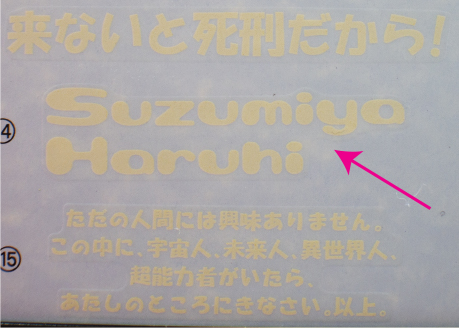 来ないと死刑だから!
④
Suzumiya
Haruhi
⑮
ただの人間には興味ありません。
この中に、宇宙人、未来人、異世界人、
超能力者がいたら、
あたしのところにきなさい。以上。